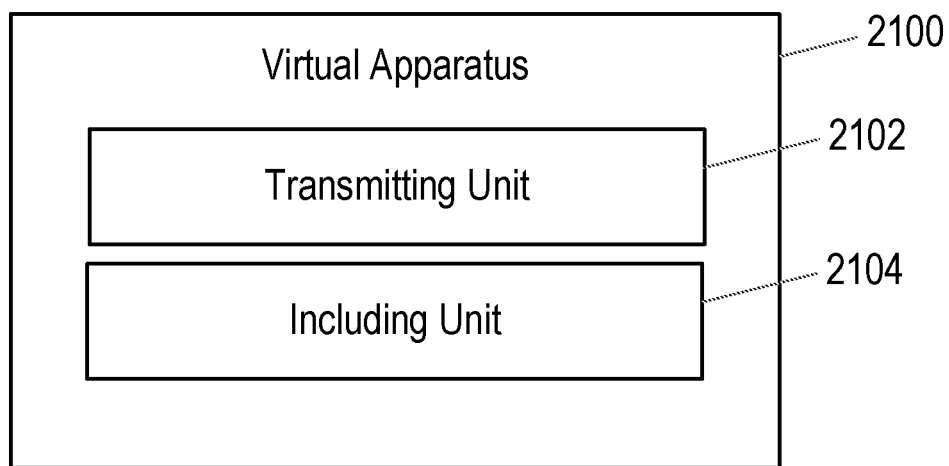 2100
Virtual Apparatus
2102
Transmitting Unit
2104
Including Unit